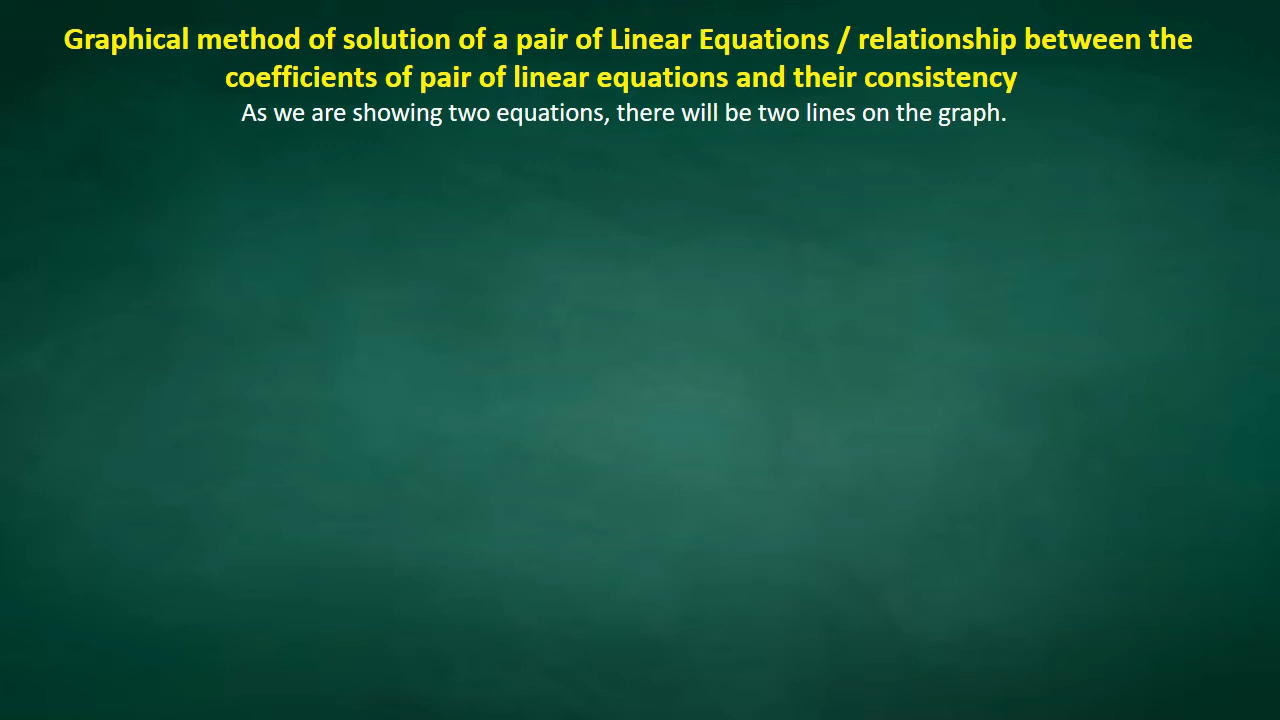 Graphical method of solution of a pair of Linear Equations / relationship between the
coefficients of pair of linear equations and their consistency
As we are showing two equations, there will be two lines on the graph.